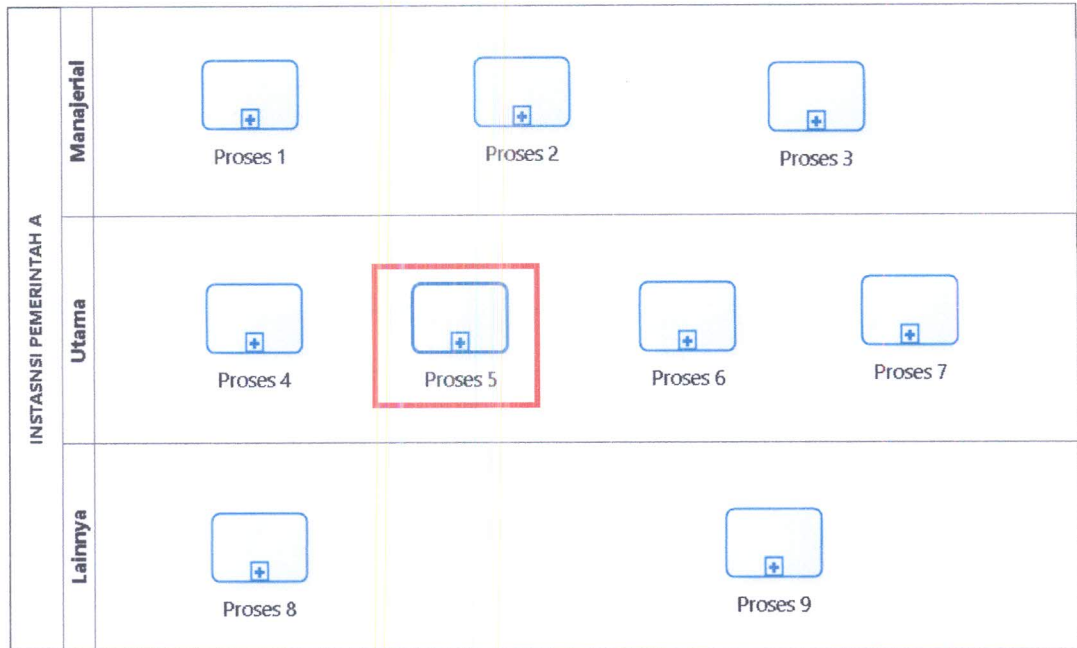 INSTASNSI PEMERINTAH A
Manajerial
Proses 1
Proses 2
Proses 3
Utama
Proses 4
Proses 5
Proses 6
Proses 7
Lainnya
Proses 8
Proses 9